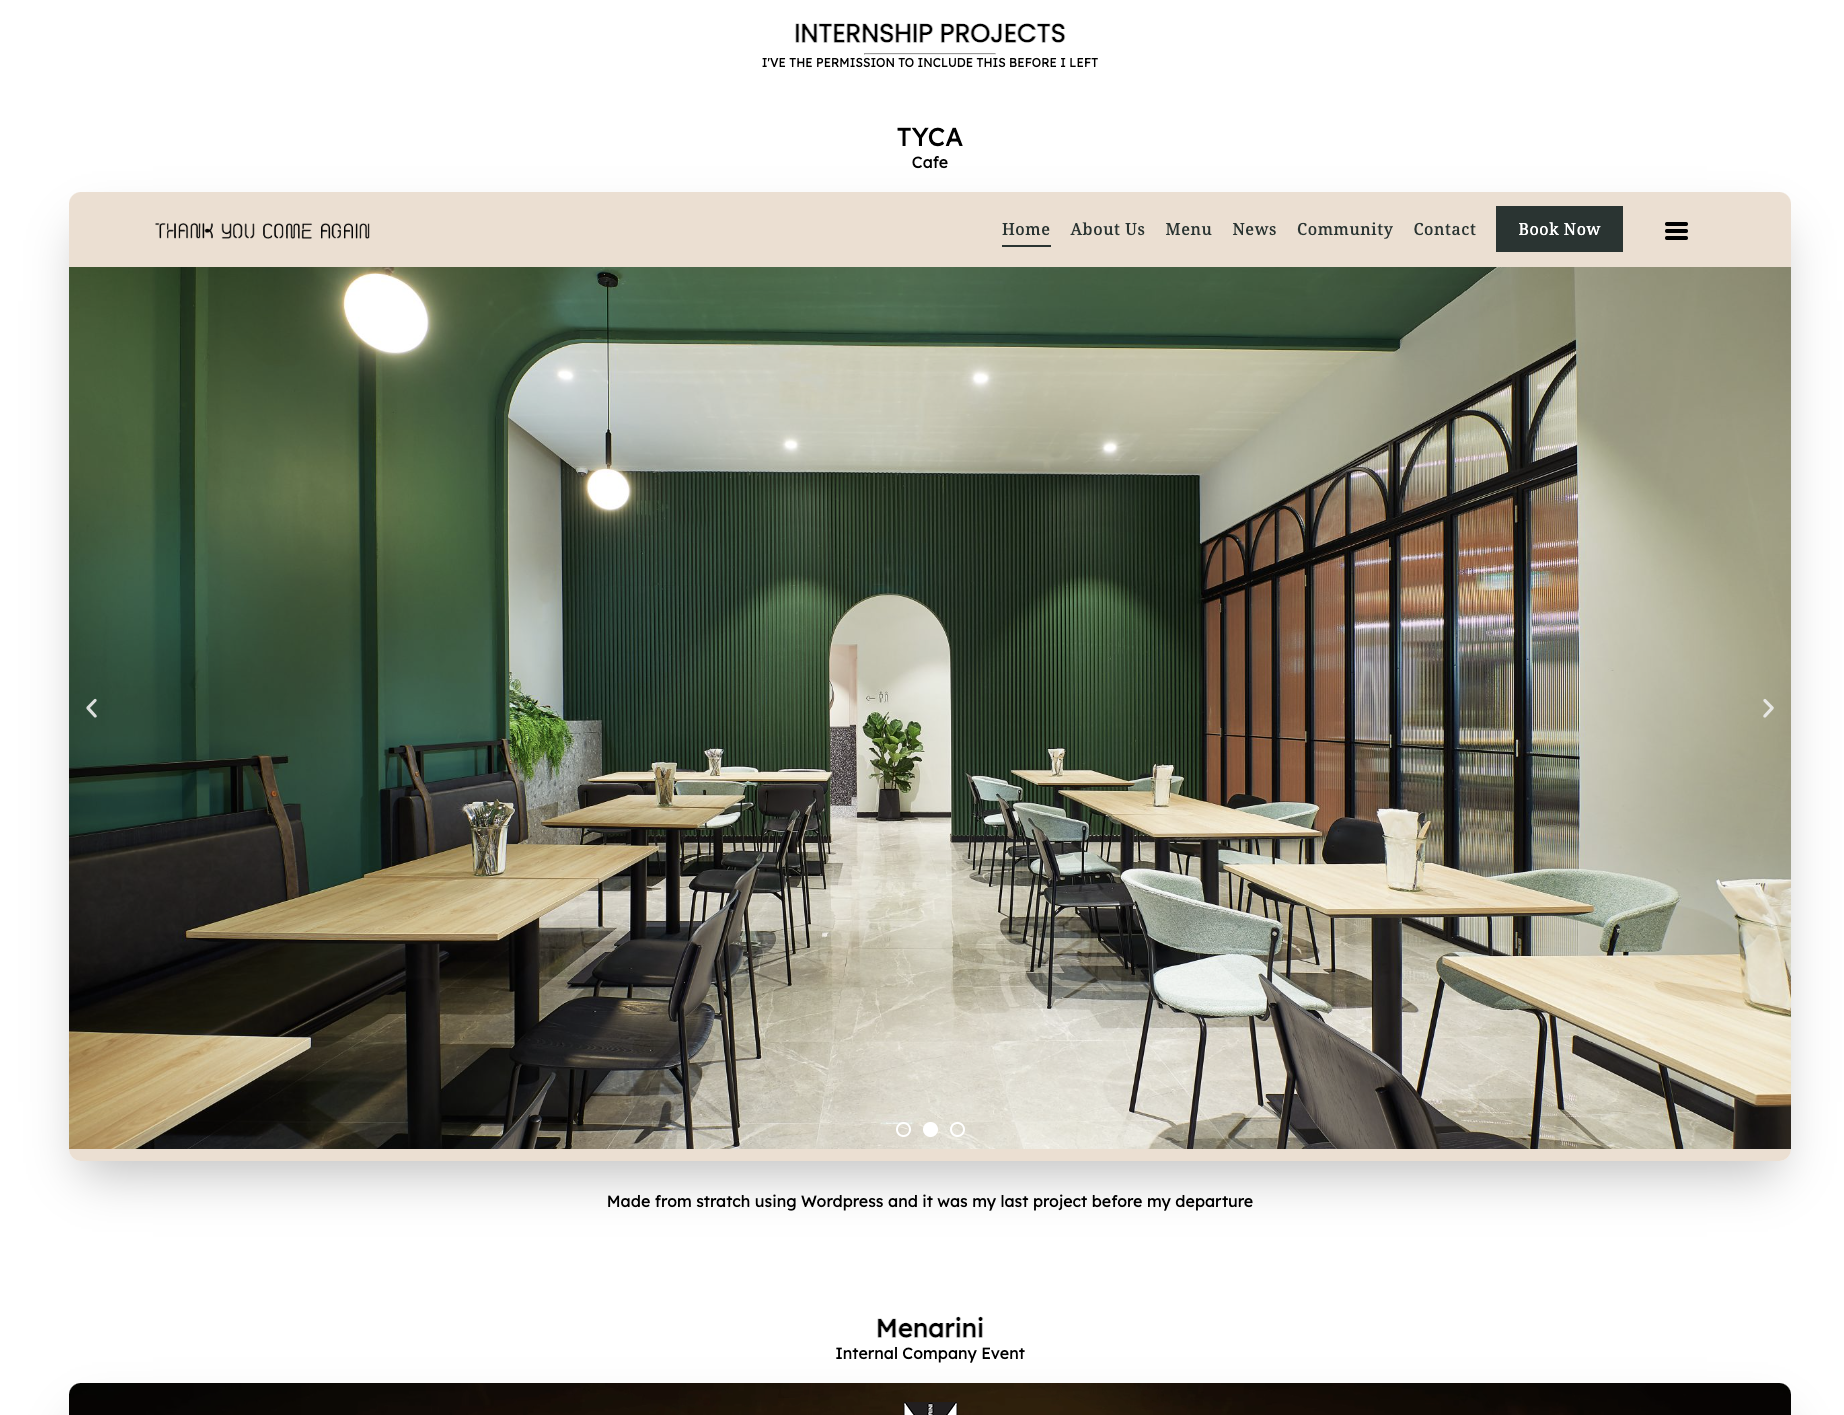 INTERNSHIP PROJECTS
I'VE THE PERMISSION TO INCLUDE THIS BEFORE I LEFT
TYCA
Cafe
THANK YOU COME AGAIN
Home About Us Menu News Community Contact Book Now
Made from stratch using Wordpress and it was my last project before my departure
Menarini
Internal Company Event